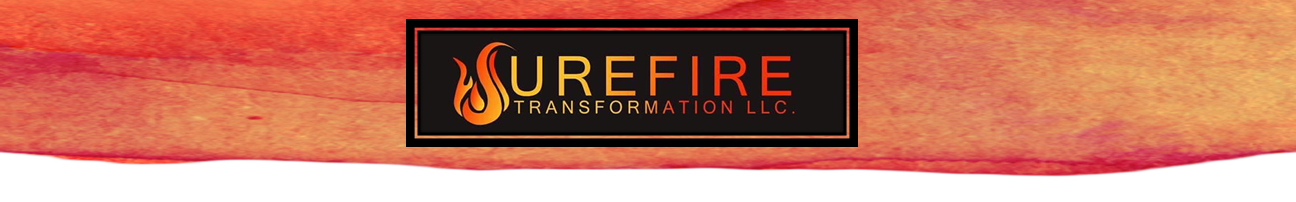 SUREFIRE
TRANSFORMATION LLC.